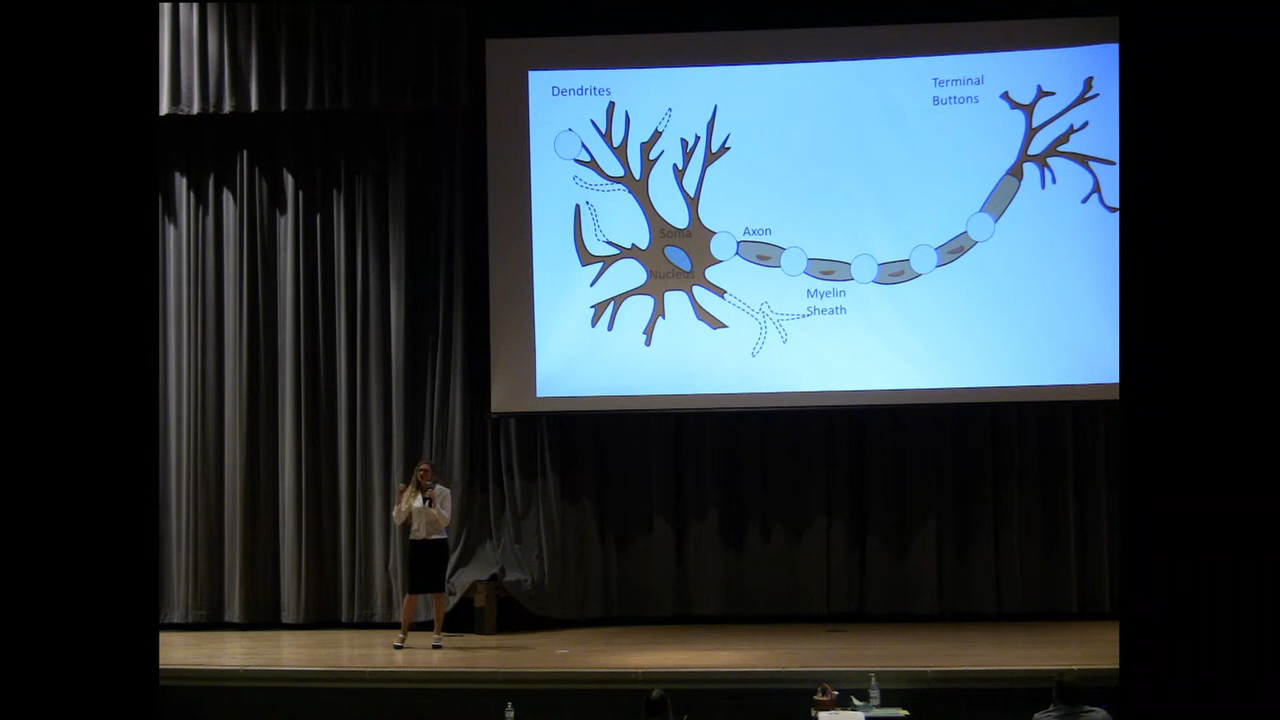 Dendrites
Terminal
Buttons
Axon
Soma
Nucleus
Myelin
Sheath